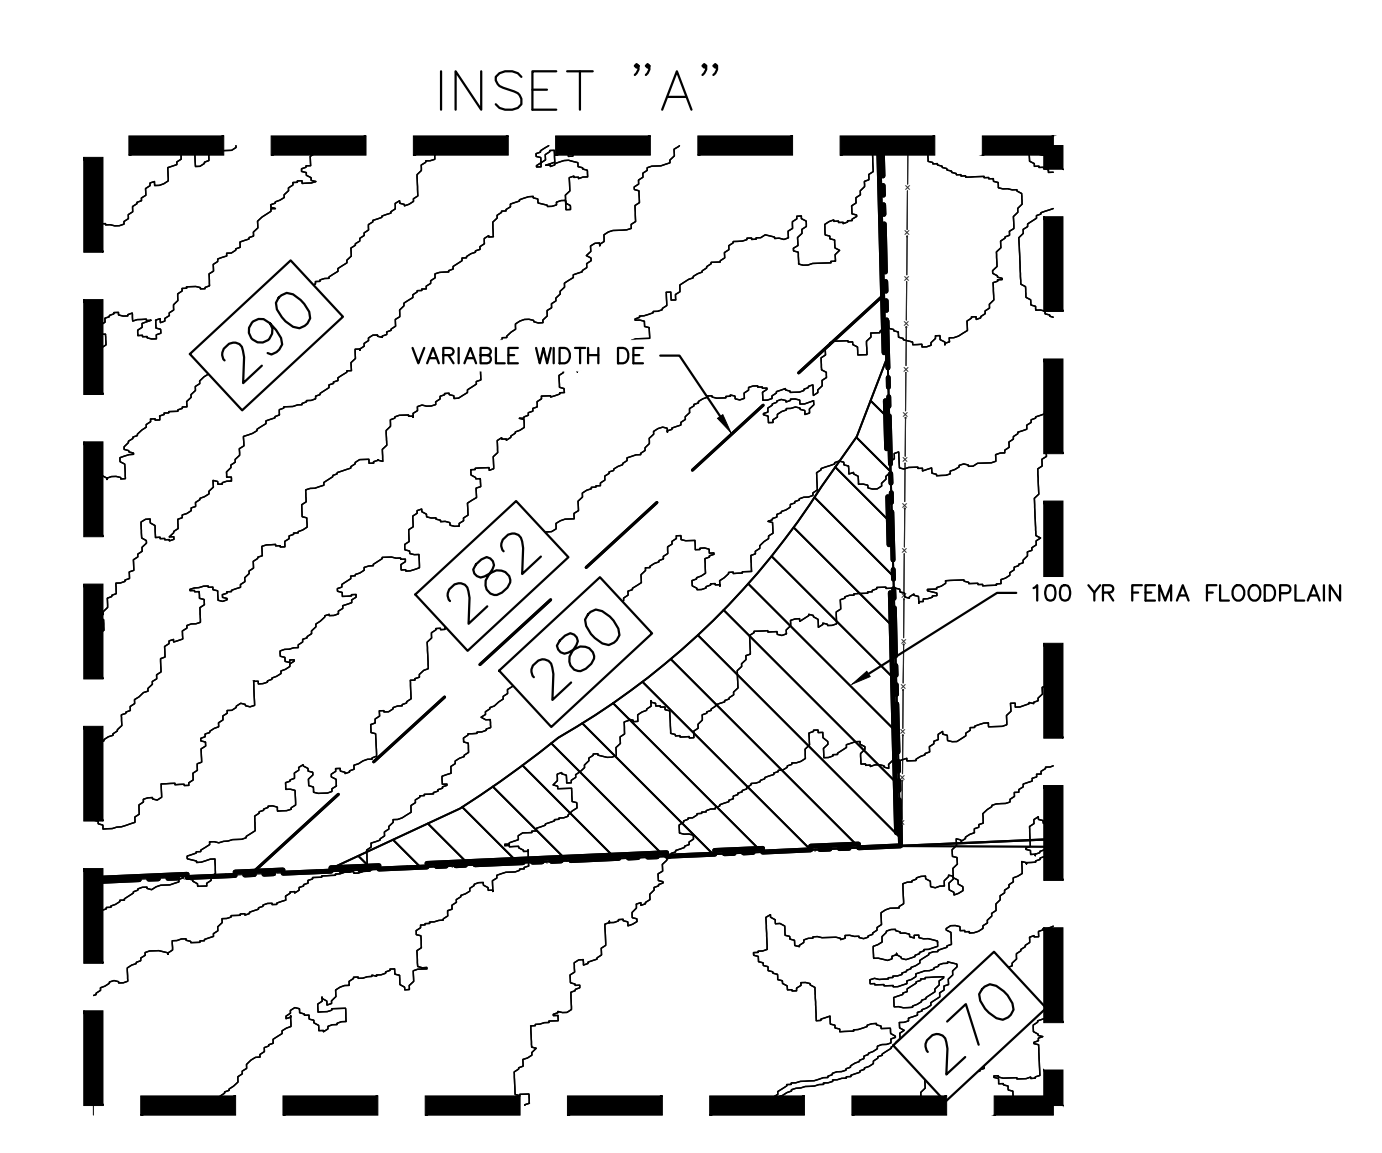 INSET "A"
290
VARIABLE WIDTH DE
282
280
100 YR FEMA FLOODPLAIN
270